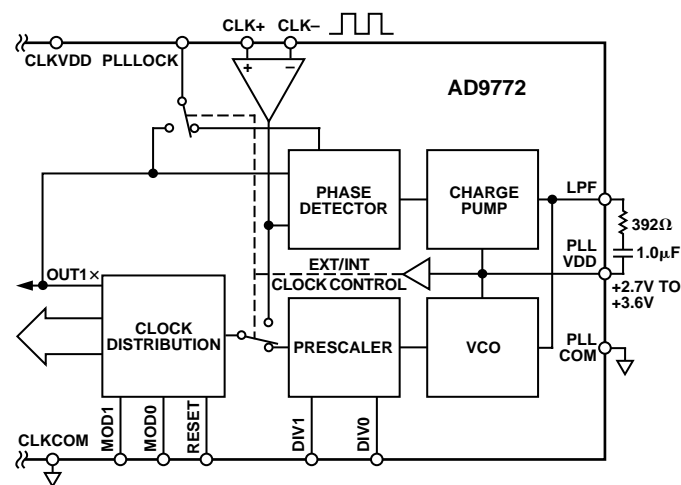 CLK+
CLK–
CLKVDD
PLLLOCK
+
–
AD9772
PHASE
DETECTOR
CHARGE
PUMP
LPF
392Ω
1.0μF
PLL
VDD
+2.7V TO
+3.6V
EXT/INT
CLOCK CONTROL
OUT1×
CLOCK
DISTRIBUTION
PRESCALER
VCO
PLL
COM
CLKCOM
MOD1
MOD0
RESET
DIV1
DIV0